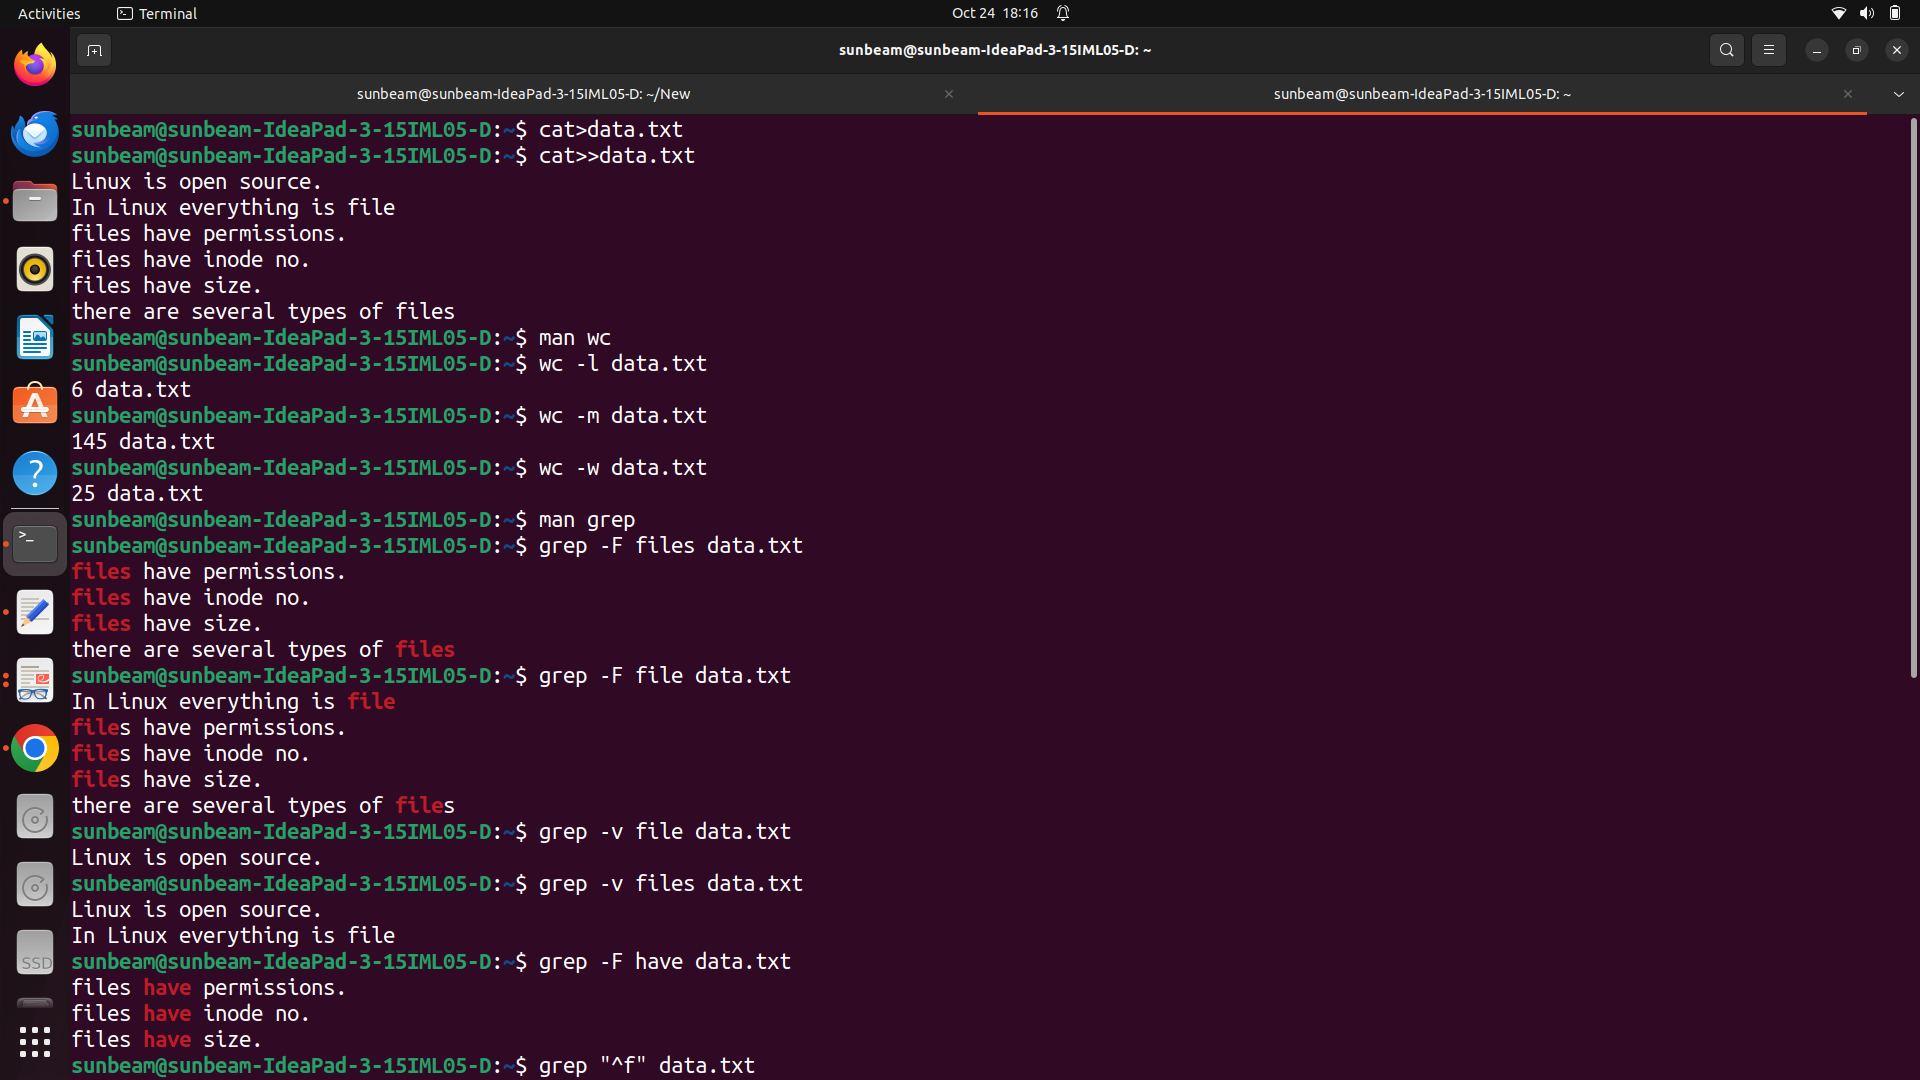 Activities
Terminal
Oct 24 18:16
sunbeam@sunbeam-IdeaPad-3-15IML05-D: ~
sunbeam@sunbeam-IdeaPad-3-15IML05-D: ~/New
sunbeam@sunbeam-IdeaPad-3-15IML05-D: ~
sunbeam@sunbeam-IdeaPad-3-15IML05-D:~$ cat>data.txt
sunbeam@sunbeam-IdeaPad-3-15IML05-D:~$ cat>>data.txt
Linux is open source.
In Linux everything is file
files have permissions.
files have inode no.
files have size.
there are several types of files
sunbeam@sunbeam-IdeaPad-3-15IML05-D:~$ man wc
sunbeam@sunbeam-IdeaPad-3-15IML05-D:~$ wc -l data.txt
6 data.txt
sunbeam@sunbeam-IdeaPad-3-15IML05-D:~$ wc -m data.txt
145 data.txt
sunbeam@sunbeam-IdeaPad-3-15IML05-D:~$ wc -w data.txt
25 data.txt
sunbeam@sunbeam-IdeaPad-3-15IML05-D:~$ man grep
sunbeam@sunbeam-IdeaPad-3-15IML05-D:~$ grep -F files data.txt
files have permissions.
files have inode no.
files have size.
there are several types of files
sunbeam@sunbeam-IdeaPad-3-15IML05-D:~$ grep -F file data.txt
In Linux everything is file
files have permissions.
files have inode no.
files have size.
there are several types of files
sunbeam@sunbeam-IdeaPad-3-15IML05-D:~$ grep -v file data.txt
Linux is open source.
sunbeam@sunbeam-IdeaPad-3-15IML05-D:~$ grep -v files data.txt
Linux is open source.
In Linux everything is file
sunbeam@sunbeam-IdeaPad-3-15IML05-D:~$ grep -F have data.txt
files have permissions.
files have inode no.
files have size.
sunbeam@sunbeam-IdeaPad-3-15IML05-D:~$ grep "^f" data.txt
SSD